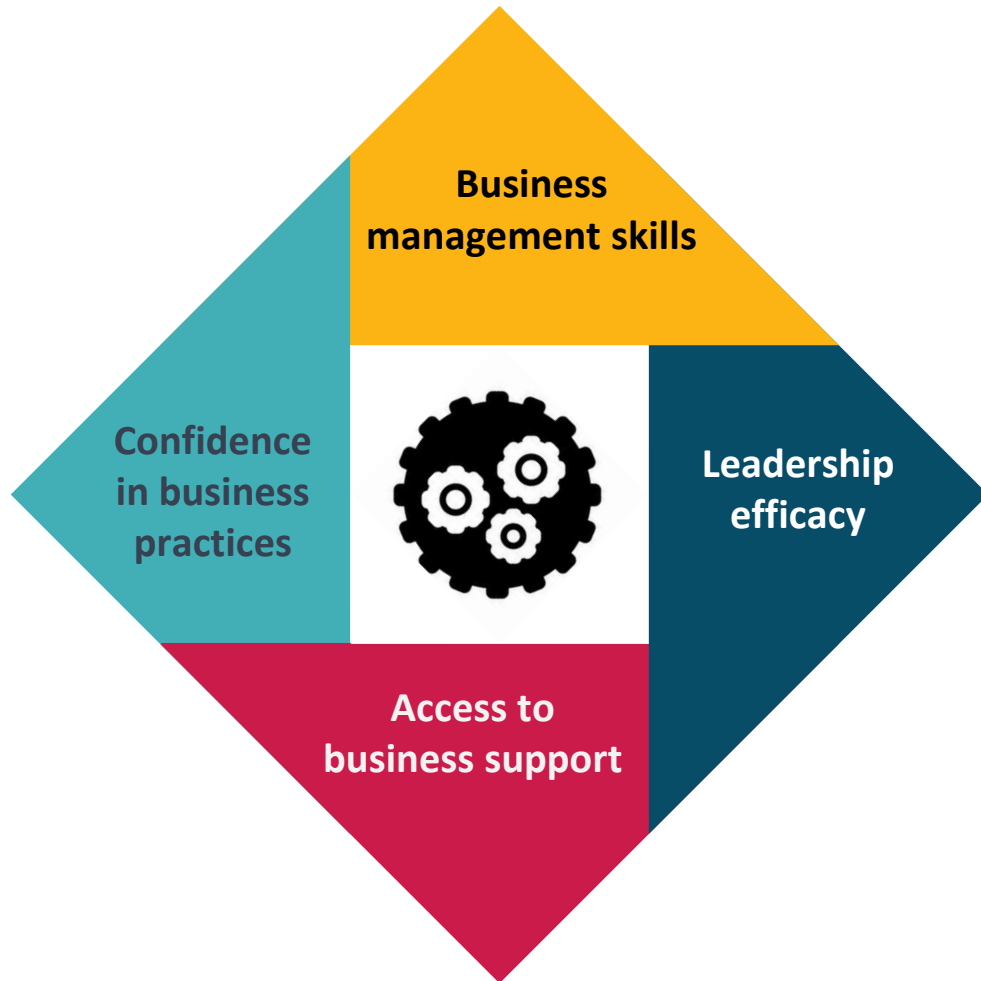 Business
management skills
Confidence
in business
practices
Leadership
efficacy
Access to
business support